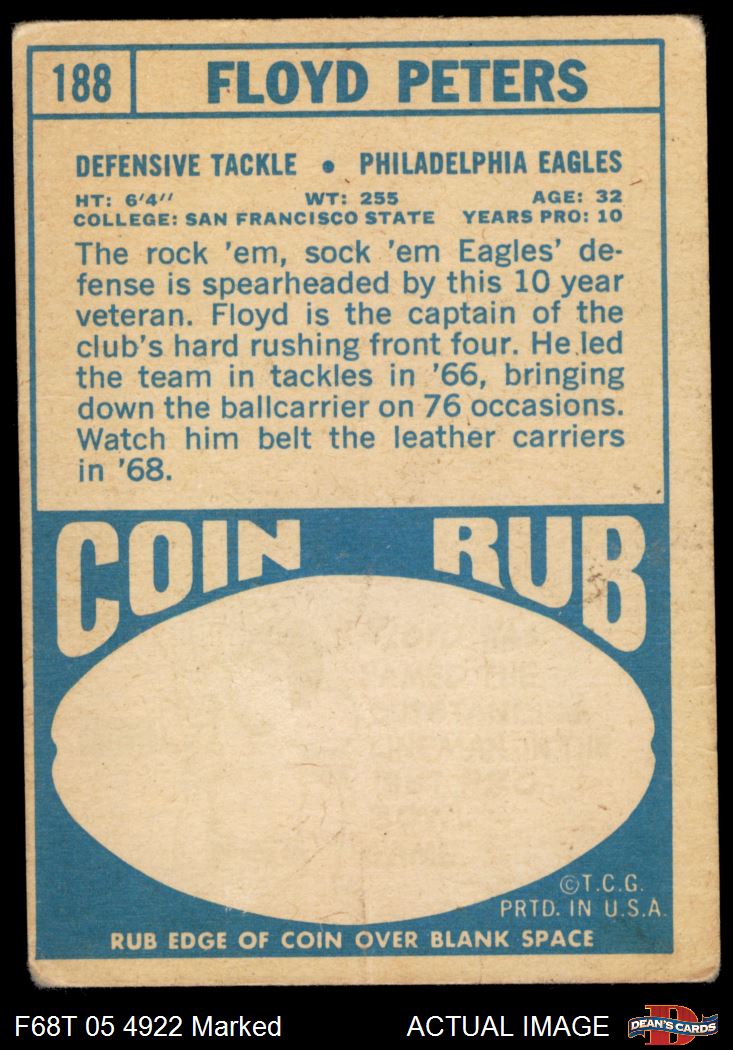 188 FLOYD PETERS
DEFENSIVE TACKLE • PHILADELPHIA EAGLES
HT: 6'4'' WT: 255 AGE: 32
COLLEGE: SAN FRANCISCO STATE YEARS PRO: 10
The rock 'em, sock 'em Eagles' de-
fense is spearheaded by this 10 year
veteran. Floyd is the captain of the
club's hard rushing front four. He led
the team in tackles in '66, bringing
down the ballcarrier on 76 occasions.
Watch him belt the leather carriers
in '68.
COIN RUB
©T.C.G.
PRTD. IN U.S.A.
RUB EDGE OF COIN OVER BLANK SPACE
F68T 05 4922 Marked ACTUAL IMAGE DEAN'S CARDS